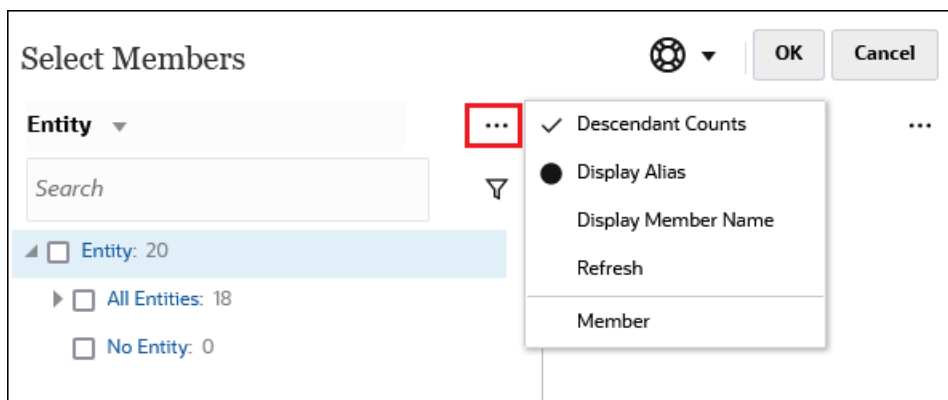 Select Members
OK
Cancel
Entity
...
Descendant Counts
...
Search
Display Alias
Display Member Name
Entity: 20
Refresh
All Entities: 18
Member
No Entity: 0